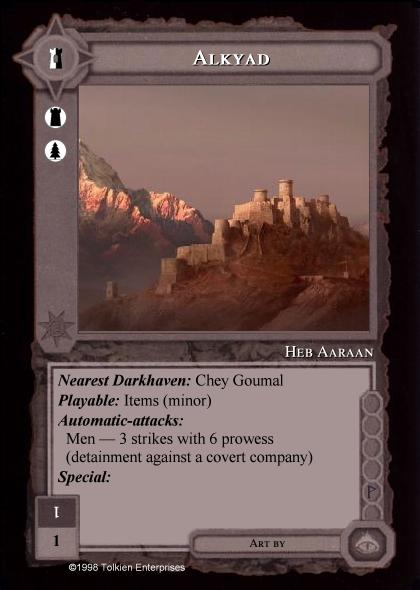 ALKYAD
HEB AARAAN
Nearest Darkhaven: Chey Goumal
Playable: Items (minor)
Automatic-attacks:
Men — 3 strikes with 6 prowess
(detainment against a covert company)
Special:
1
1
ART BY
©1998 Tolkien Enterprises